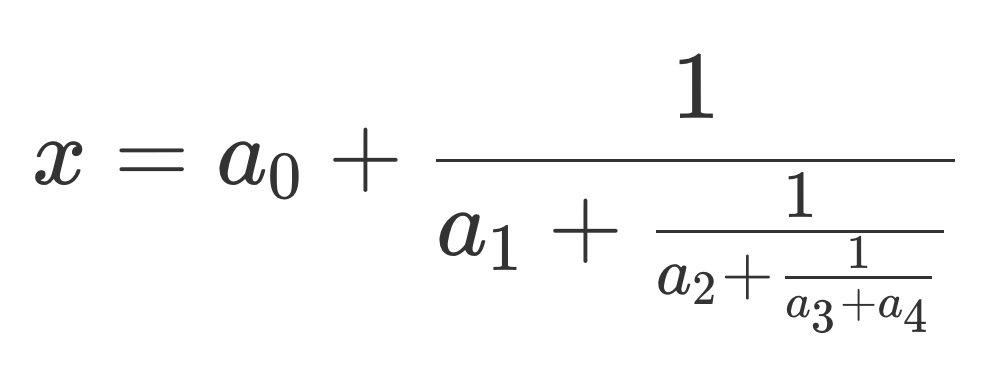 x = a_0 + \frac{1}{a_1 + \frac{1}{a_2 + \frac{1}{a_3 + a_4}}}